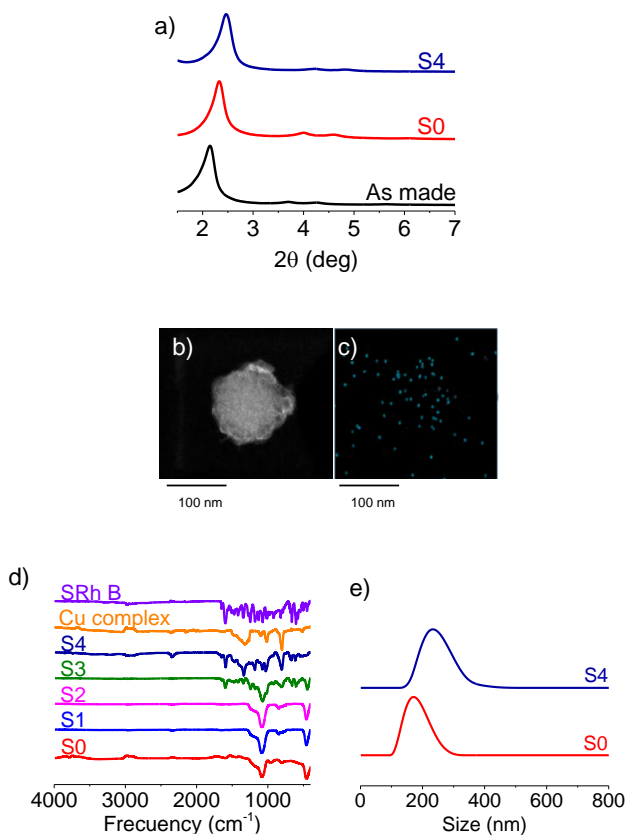 a)
S4
S0
As made
2 3 4 5 6 7
2θ (deg)
b)
c)
100 nm
100 nm
d)
SRh B
Cu complex
S4
S3
S2
S1
S0
4000 3000 2000 1000
Frecuency (cm-1)
e)
S4
S0
0 200 400 600 800
Size (nm)